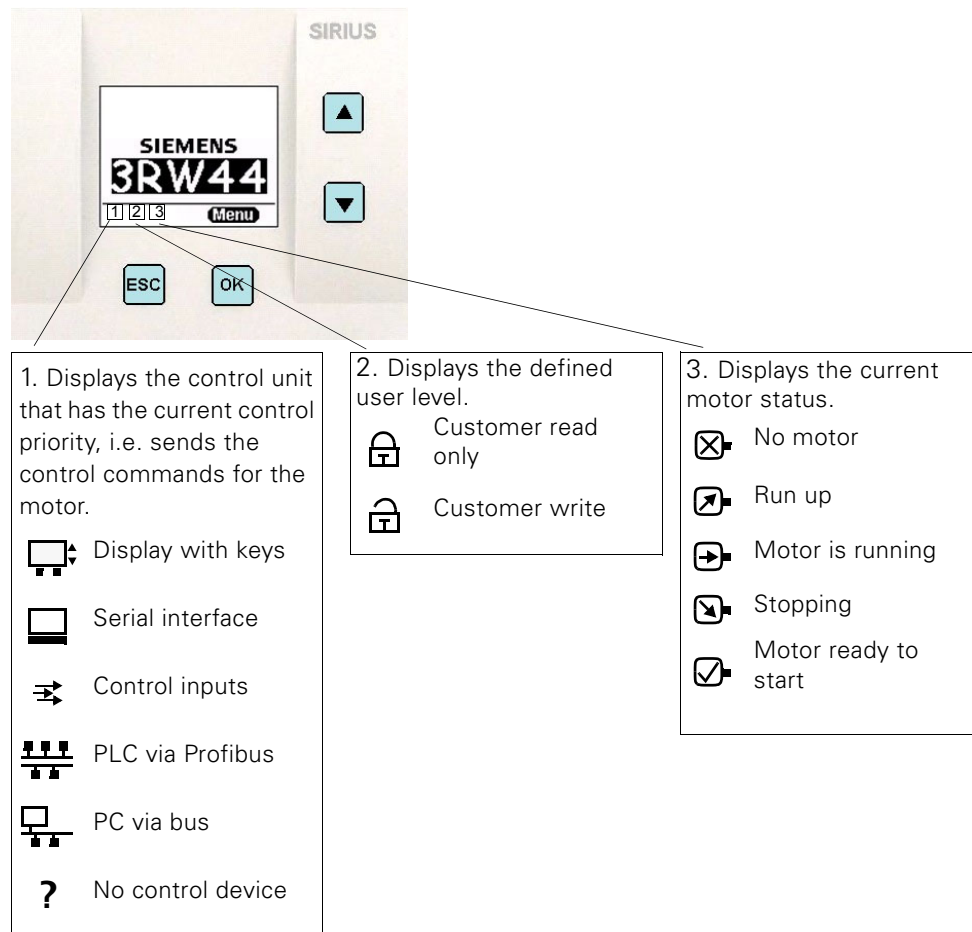 SIRIUS
SIEMENS
3RW44
1 2 3 Menu
ESC OK
1. Displays the control unit
that has the current control
priority, i.e. sends the
control commands for the
motor.
Display with keys
Serial interface
Control inputs
PLC via Profibus
PC via bus
? No control device
2. Displays the defined
user level.
Customer read
only
Customer write
3. Displays the current
motor status.
No motor
Run up
Motor is running
Stopping
Motor ready to
start